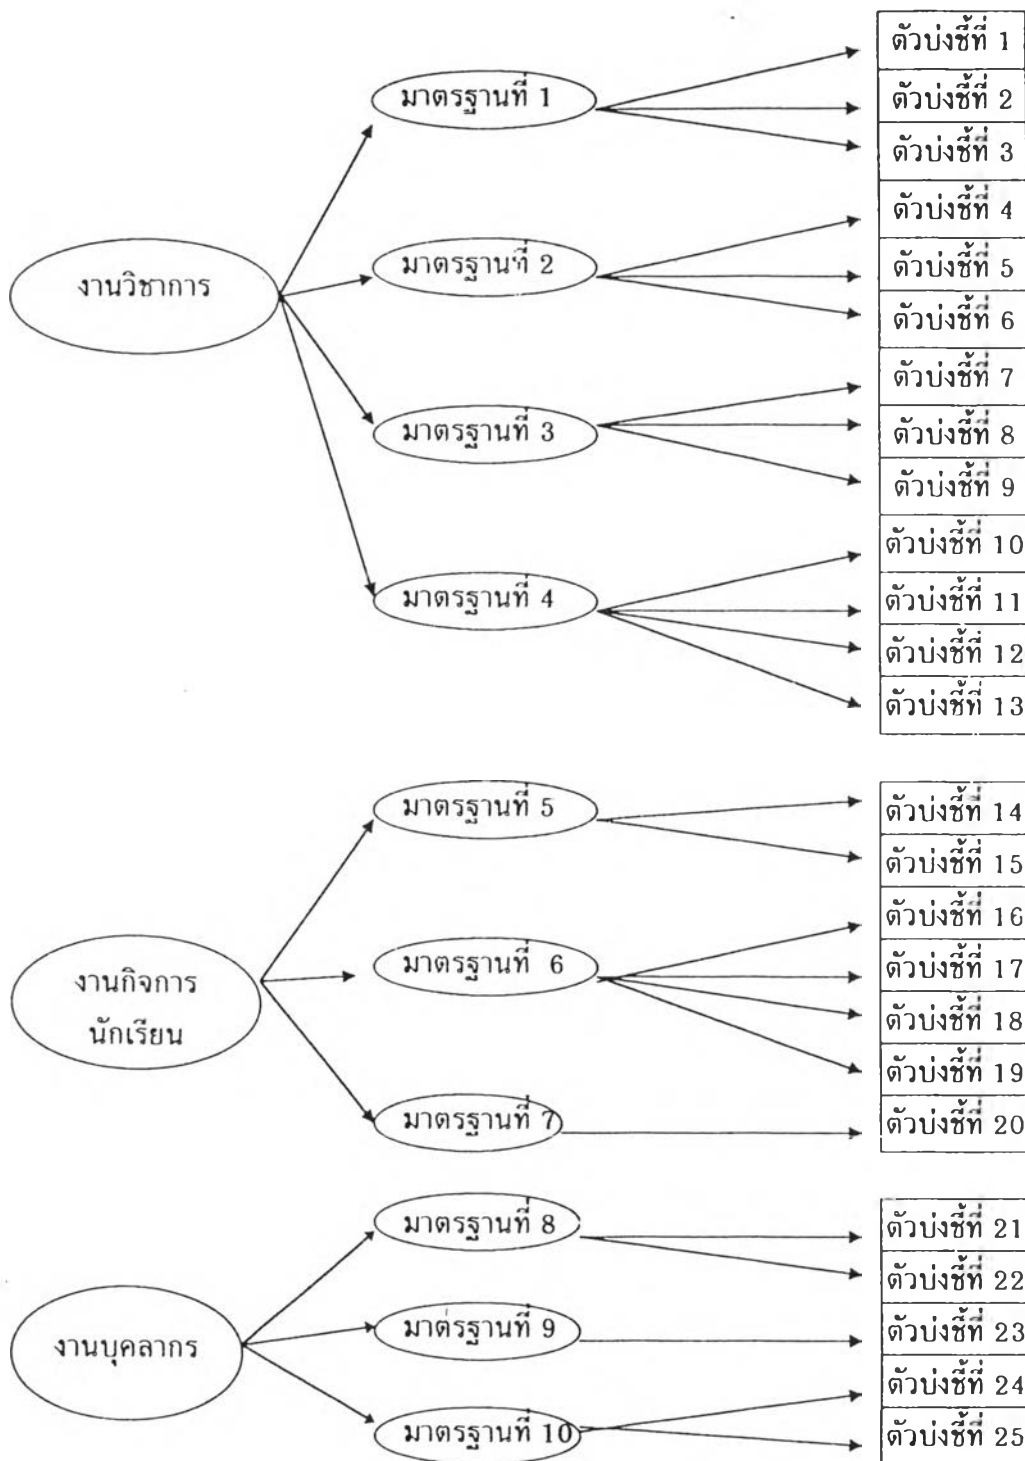 งานวิชาการ
มาตรฐานที่ 1
ตัวบ่งชี้ที่ 1
ตัวบ่งชี้ที่ 2
ตัวบ่งชี้ที่ 3
มาตรฐานที่ 2
ตัวบ่งชี้ที่ 4
ตัวบ่งชี้ที่ 5
ตัวบ่งชี้ที่ 6
มาตรฐานที่ 3
ตัวบ่งชี้ที่ 7
ตัวบ่งชี้ที่ 8
ตัวบ่งชี้ที่ 9
มาตรฐานที่ 4
ตัวบ่งชี้ที่ 10
ตัวบ่งชี้ที่ 11
ตัวบ่งชี้ที่ 12
ตัวบ่งชี้ที่ 13
งานกิจการ
นักเรียน
มาตรฐานที่ 5
ตัวบ่งชี้ที่ 14
ตัวบ่งชี้ที่ 15
มาตรฐานที่ 6
ตัวบ่งชี้ที่ 16
ตัวบ่งชี้ที่ 17
ตัวบ่งชี้ที่ 18
ตัวบ่งชี้ที่ 19
มาตรฐานที่ 7
ตัวบ่งชี้ที่ 20
งานบุคลากร
มาตรฐานที่ 8
ตัวบ่งชี้ที่ 21
ตัวบ่งชี้ที่ 22
มาตรฐานที่ 9
ตัวบ่งชี้ที่ 23
มาตรฐานที่ 10
ตัวบ่งชี้ที่ 24
ตัวบ่งชี้ที่ 25